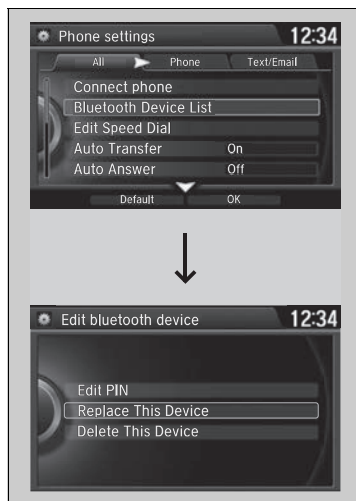 Phone settings 12:34
All Phone Text/Email
Connect phone
Bluetooth Device List
Edit Speed Dial
Auto Transfer On
Auto Answer Off
Default OK
Edit bluetooth device 12:34
Edit PIN
Replace This Device
Delete This Device